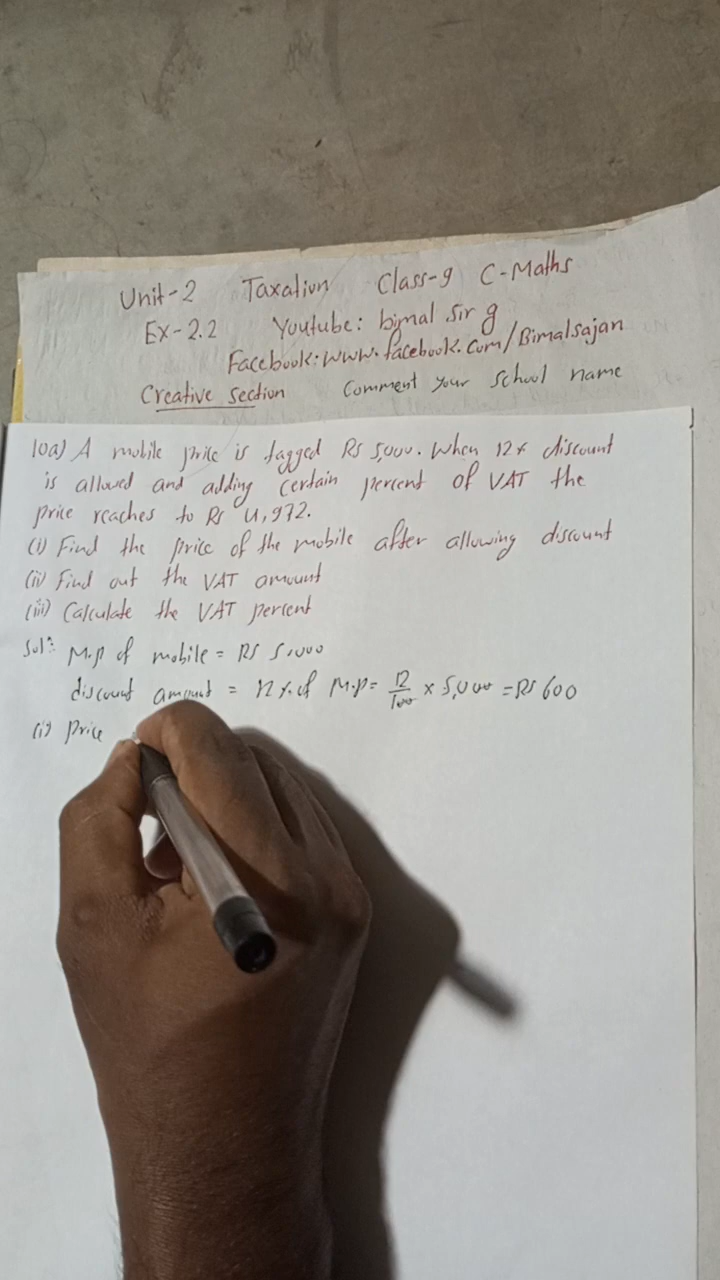 Unit-2 Taxation Class-9 C-Maths
Ex-2.2 Youtube: bimal sir g
Facebook: www.facebook.com/Bimalsajan
Creative section Comment your school name
10a) A mobile price is tagged Rs 5,000. When 12% discount
is allowed and adding certain percent of VAT the
price reaches to Rs 4,972.
(i) Find the price of the mobile after allowing discount
(ii) Find out the VAT amount
(iii) Calculate the VAT percent
Solⁿ: M.p of mobile = Rs 5,000
discount amount = 12% of M.p = 12/100 × 5,000 = Rs 600
(i) Price